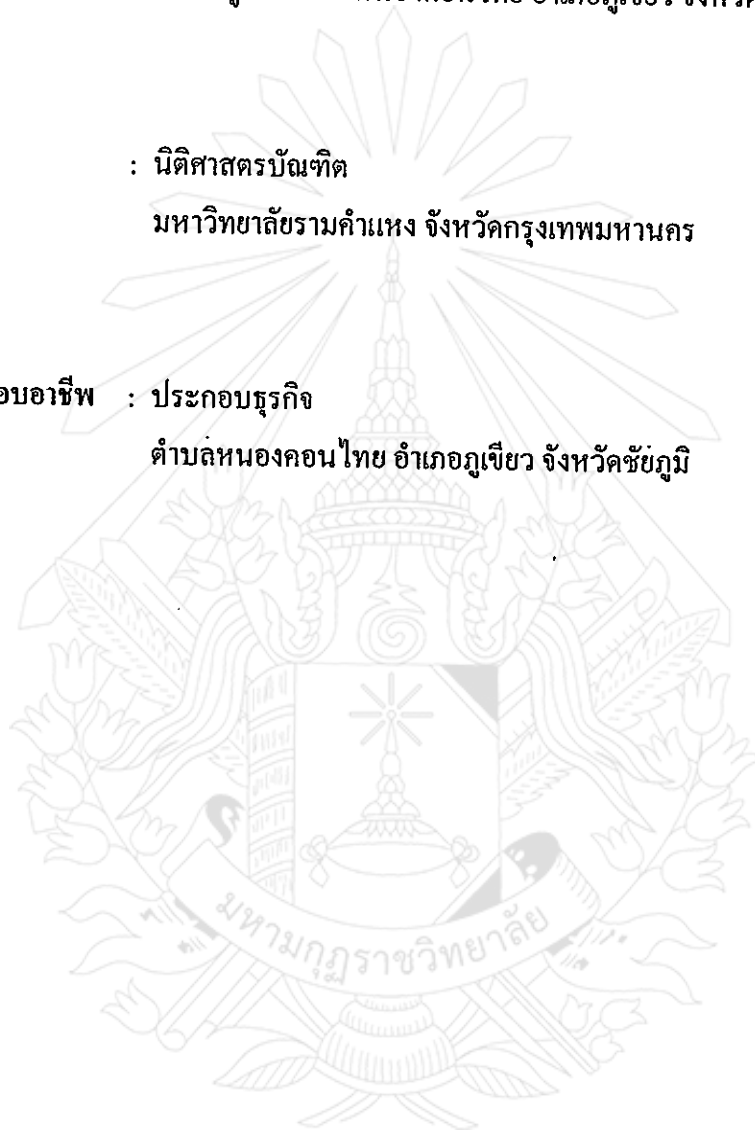 : นิติศาสตรบัณฑิต
มหาวิทยาลัยรามคำแหง จังหวัดกรุงเทพมหานคร
อบอาชีพ : ประกอบธุรกิจ
ตำบลหนองคอนไทย อำเภอภูเขียว จังหวัดชัยภูมิ
มหามกุฏราชวิทยาลัย